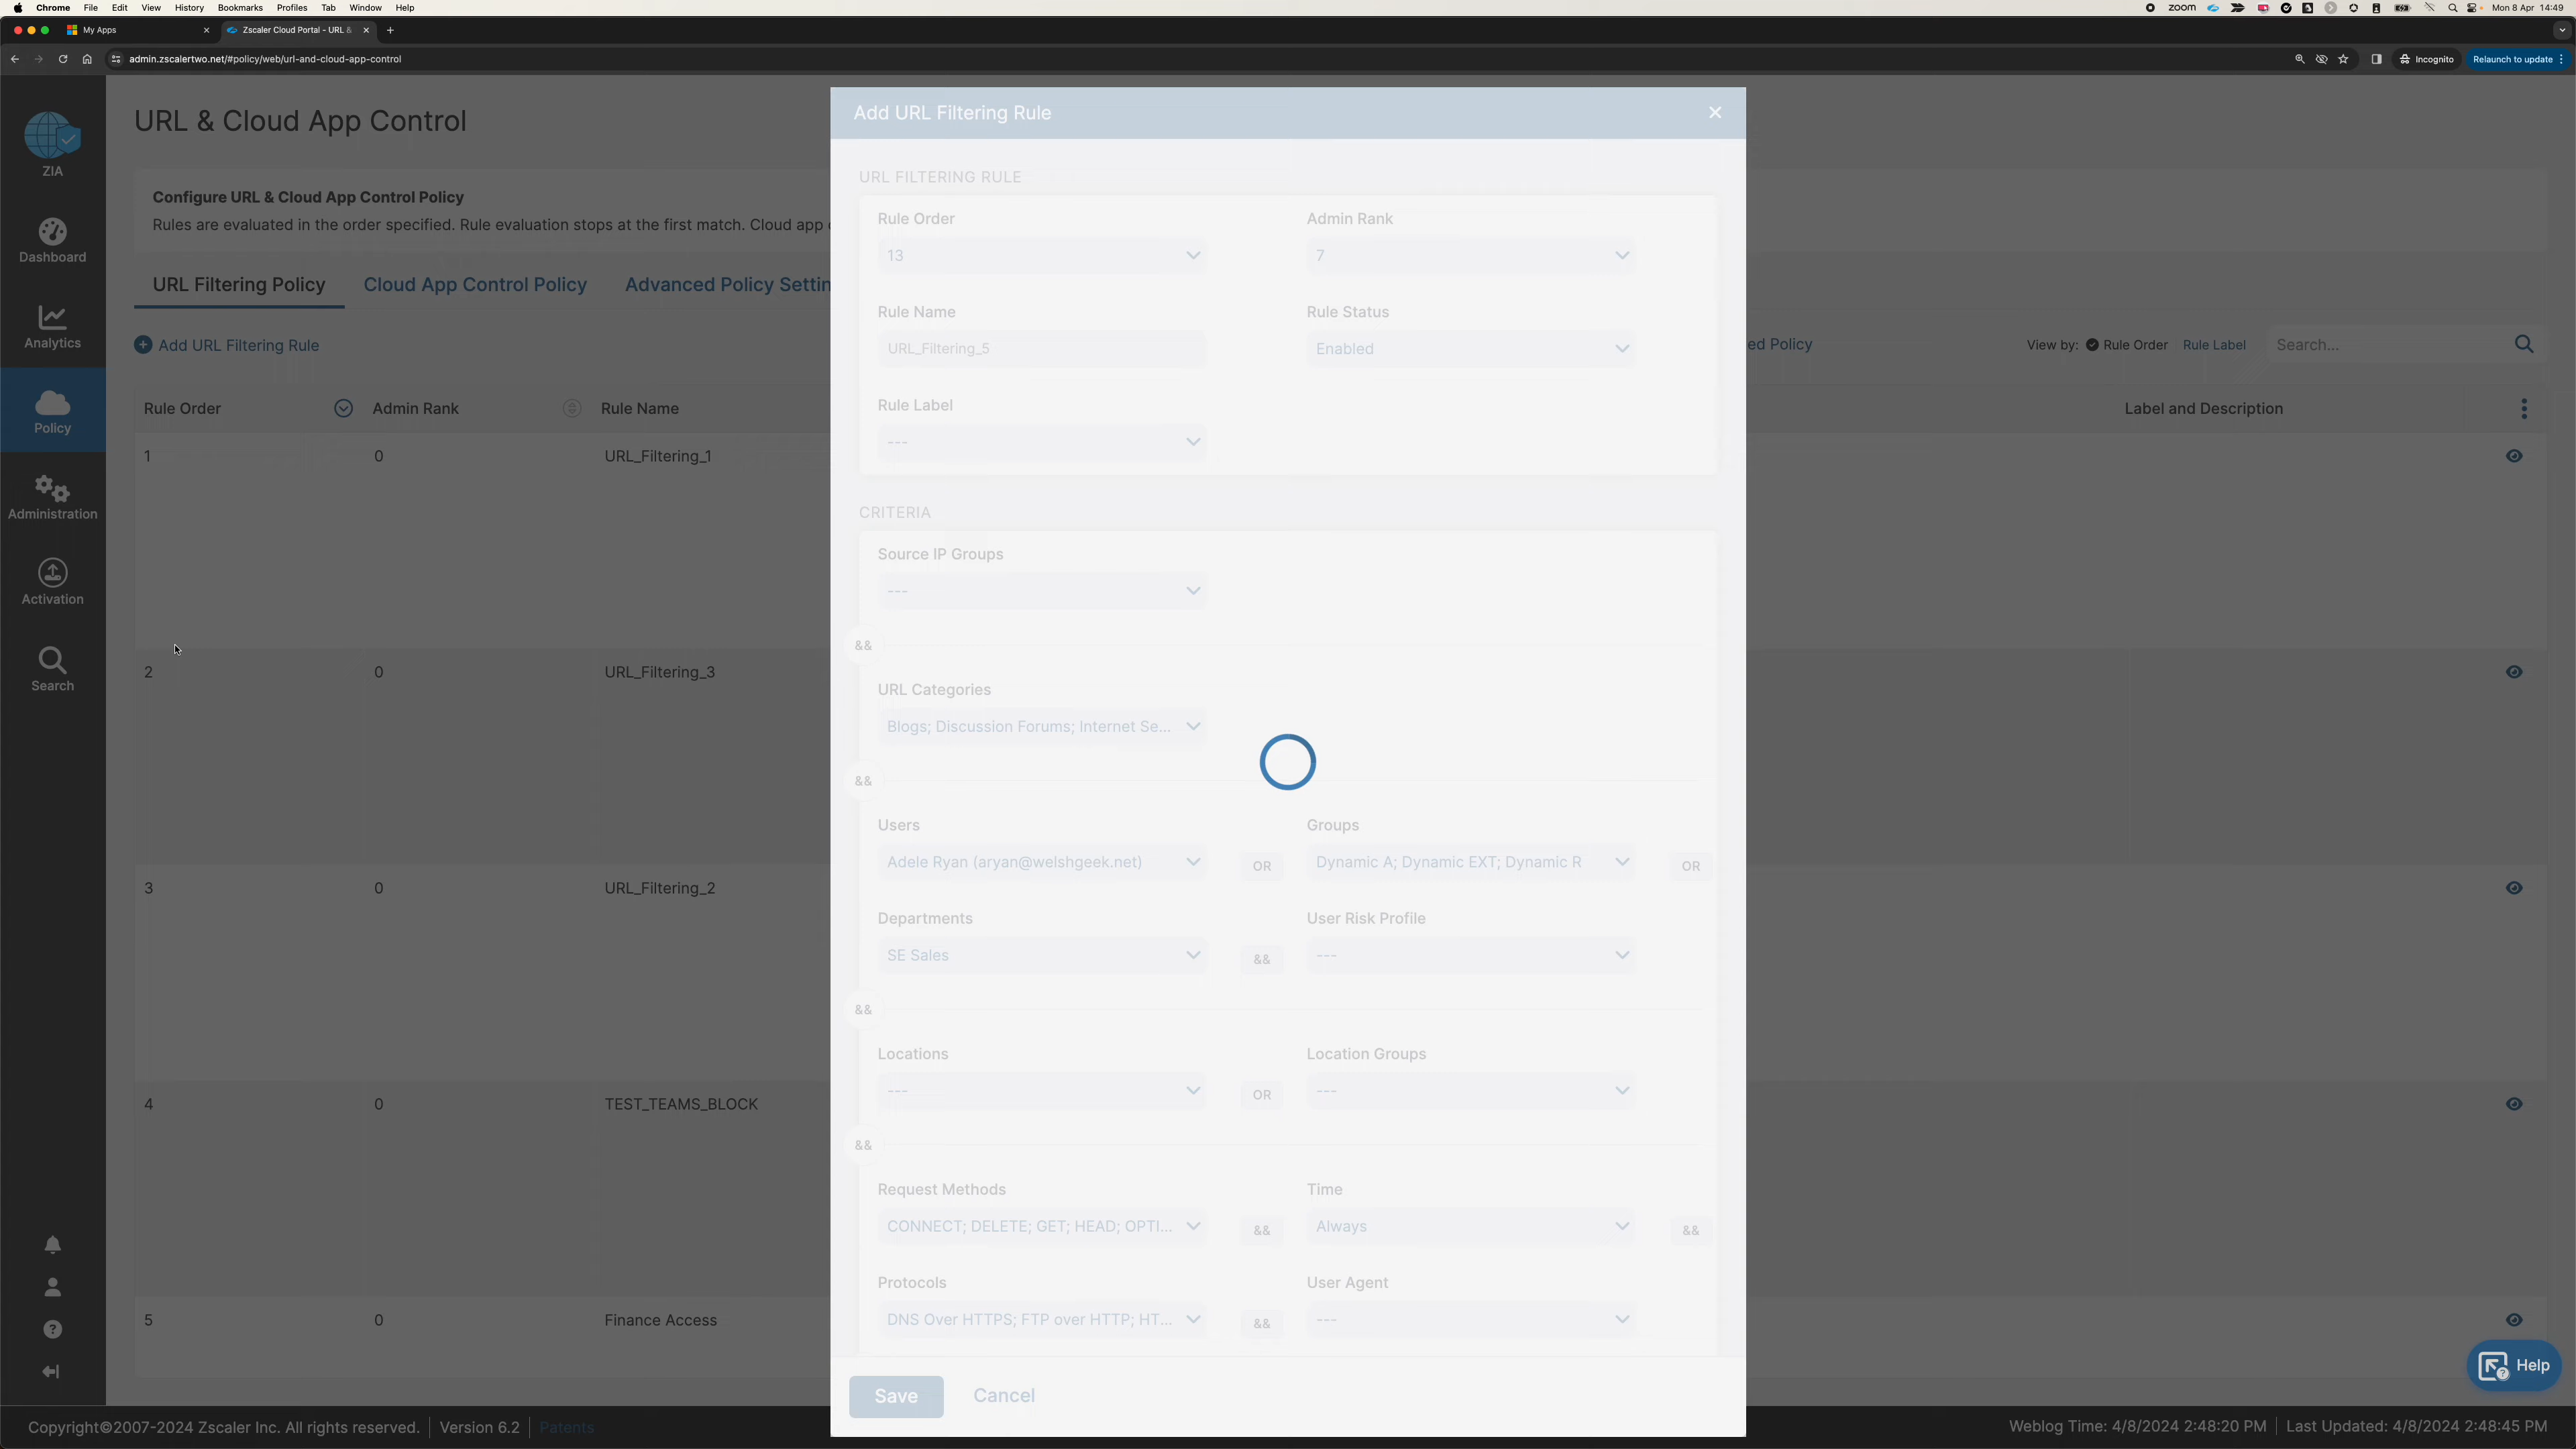 Chrome File Edit View History Bookmarks Profiles Tab Window Help
zoom
Mon 8 Apr 14:49
My Apps
Zscaler Cloud Portal - URL &
admin.zscalertwo.net/#policy/web/url-and-cloud-app-control
Incognito
Relaunch to update
ZIA
Dashboard
Analytics
Policy
Administration
Activation
Search
URL & Cloud App Control
Configure URL & Cloud App Control Policy
Rules are evaluated in the order specified. Rule evaluation stops at the first match. Cloud app
URL Filtering Policy Cloud App Control Policy Advanced Policy Settin
Add URL Filtering Rule
ed Policy
View by: Rule Order Rule Label Search...
Rule Order Admin Rank Rule Name Label and Description
1 0 URL_Filtering_1
2 0 URL_Filtering_3
3 0 URL_Filtering_2
4 0 TEST_TEAMS_BLOCK
5 0 Finance Access
Add URL Filtering Rule
URL FILTERING RULE
Rule Order Admin Rank
13 7
Rule Name Rule Status
URL_Filtering_5 Enabled
Rule Label
---
CRITERIA
Source IP Groups
---
&&
URL Categories
Blogs; Discussion Forums; Internet Se...
&&
Users Groups
Adele Ryan (aryan@welshgeek.net) OR Dynamic A; Dynamic EXT; Dynamic R OR
Departments User Risk Profile
SE Sales && ---
&&
Locations Location Groups
--- OR ---
&&
Request Methods Time
CONNECT; DELETE; GET; HEAD; OPTI... && Always &&
Protocols User Agent
DNS Over HTTPS; FTP over HTTP; HT... && ---
Save Cancel
Help
Copyright©2007-2024 Zscaler Inc. All rights reserved. Version 6.2 Patents
Weblog Time: 4/8/2024 2:48:20 PM Last Updated: 4/8/2024 2:48:45 PM